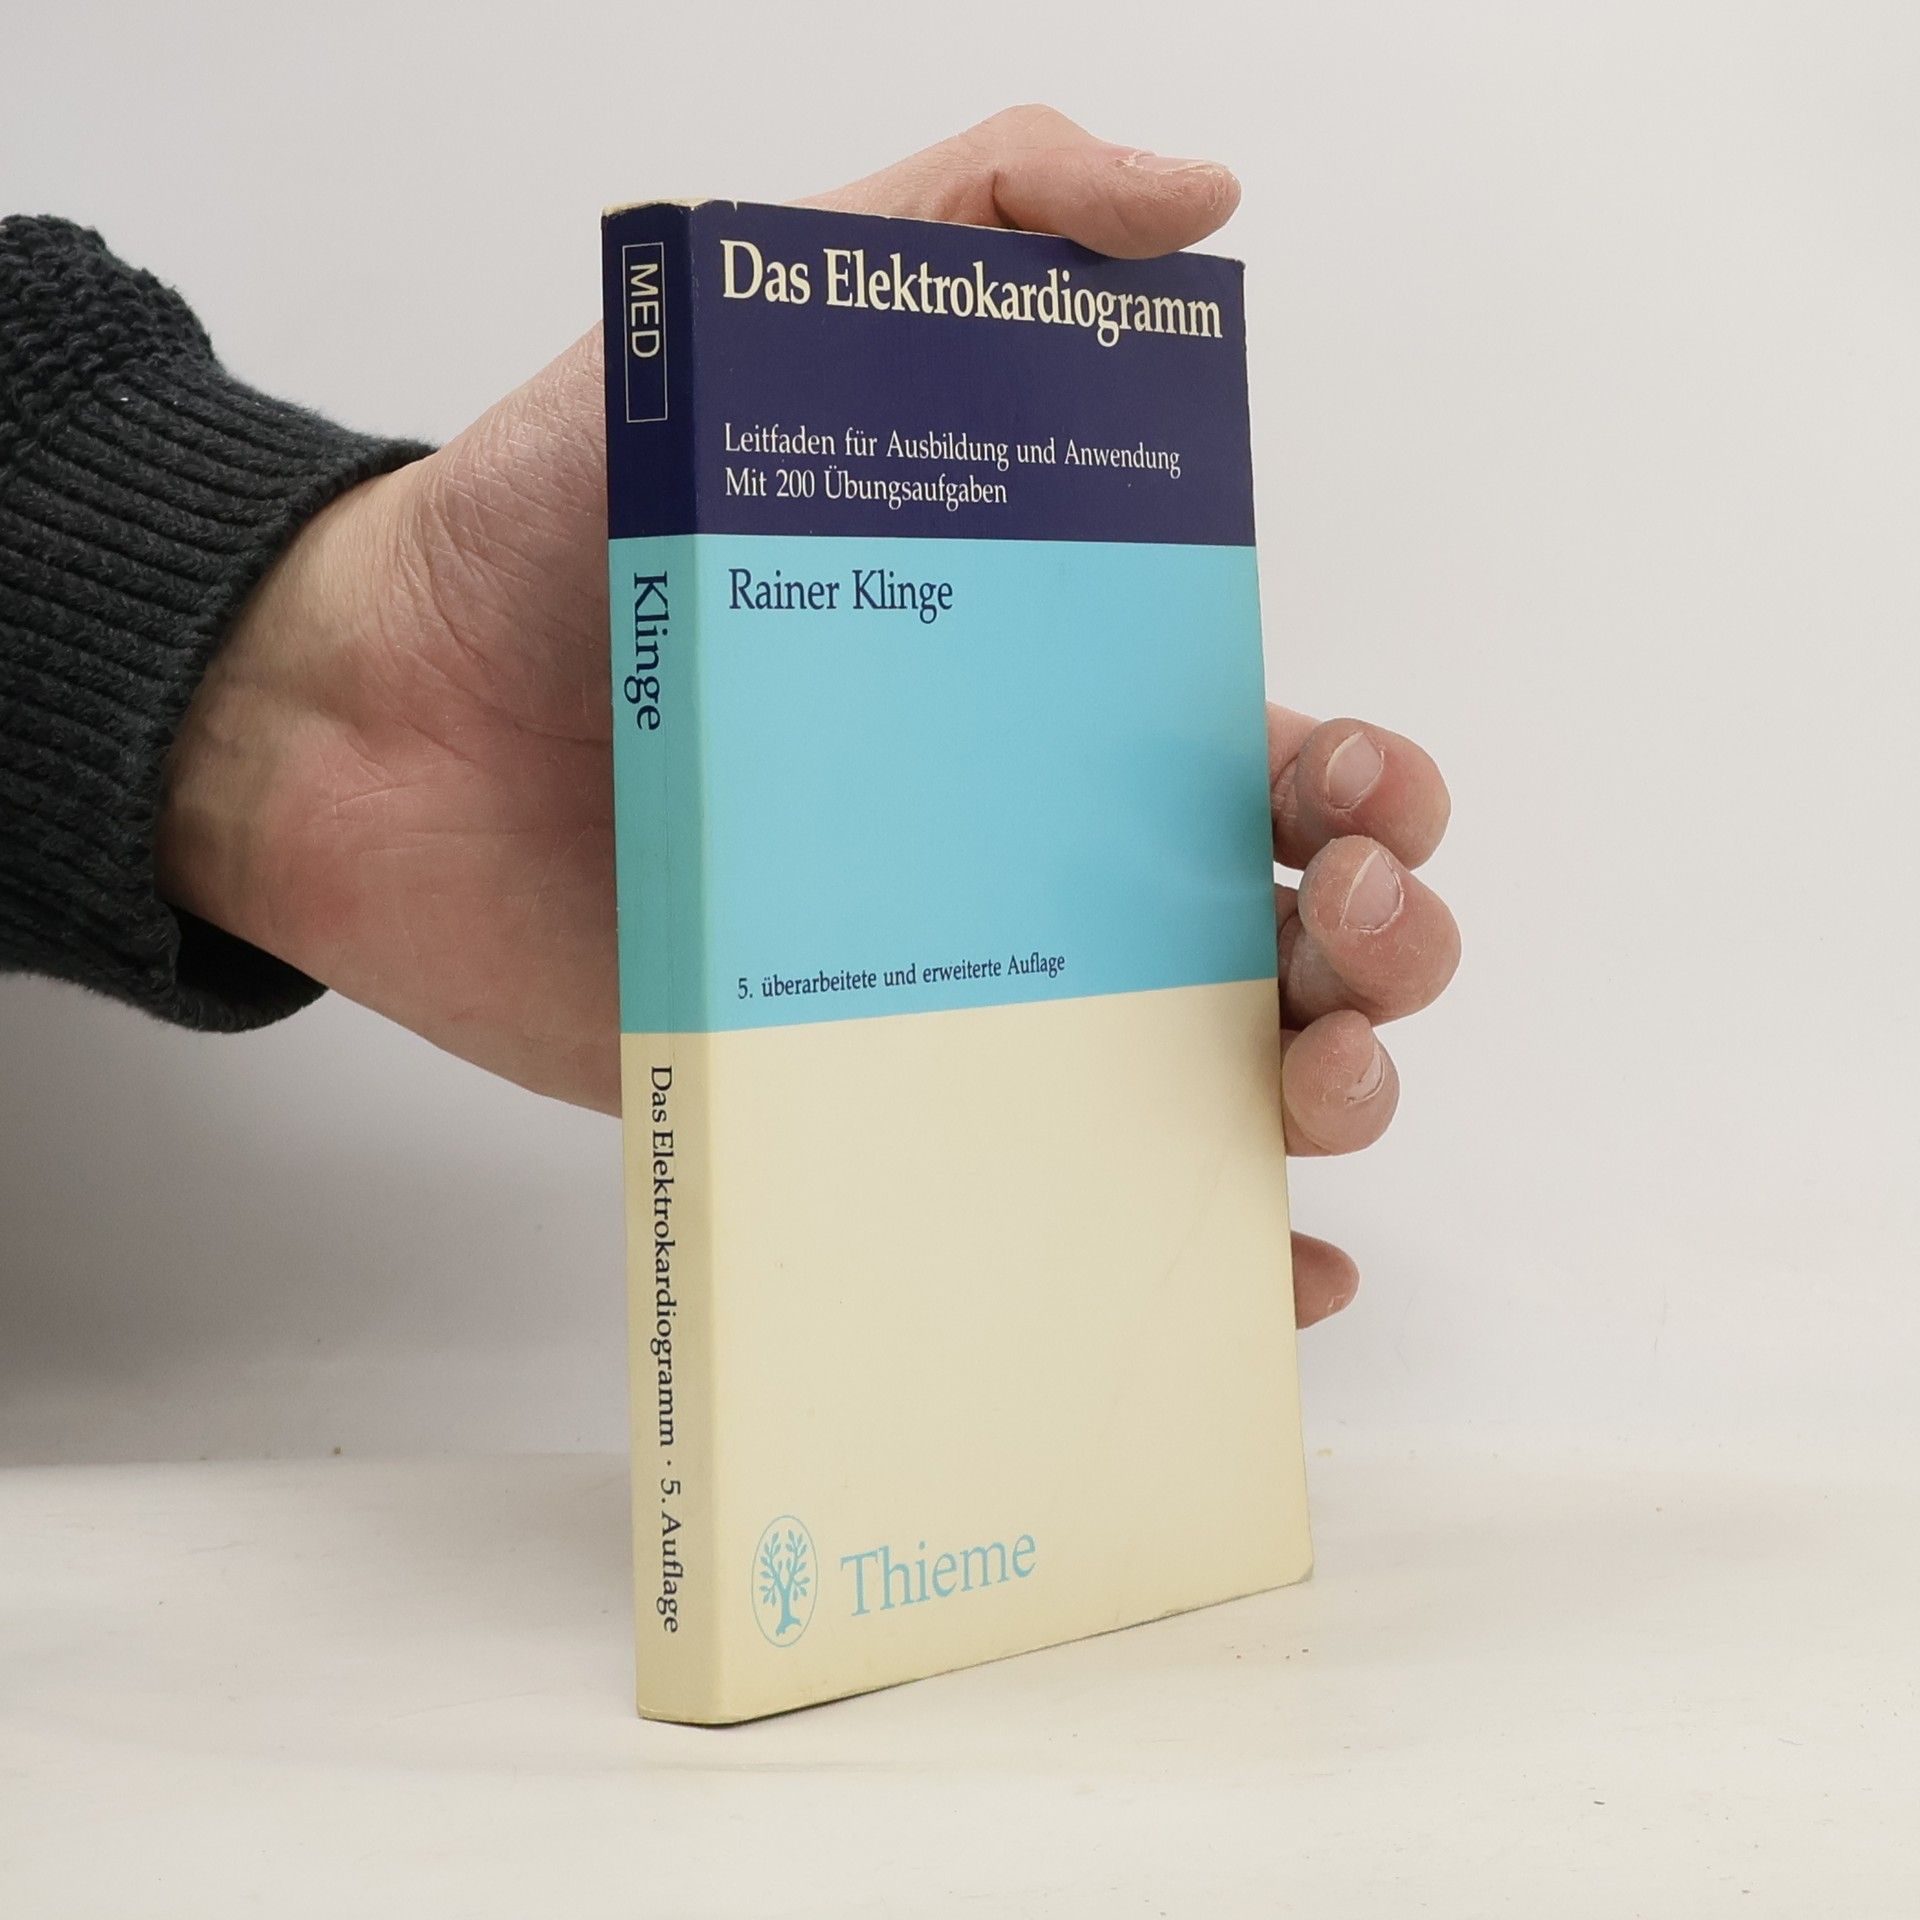 MED
Klinge
Das Elektrokardiogramm · 5. Auflage
Das Elektrokardiogramm
Leitfaden für Ausbildung und Anwendung
Mit 200 Übungsaufgaben
Rainer Klinge
5. überarbeitete und erweiterte Auflage
Thieme